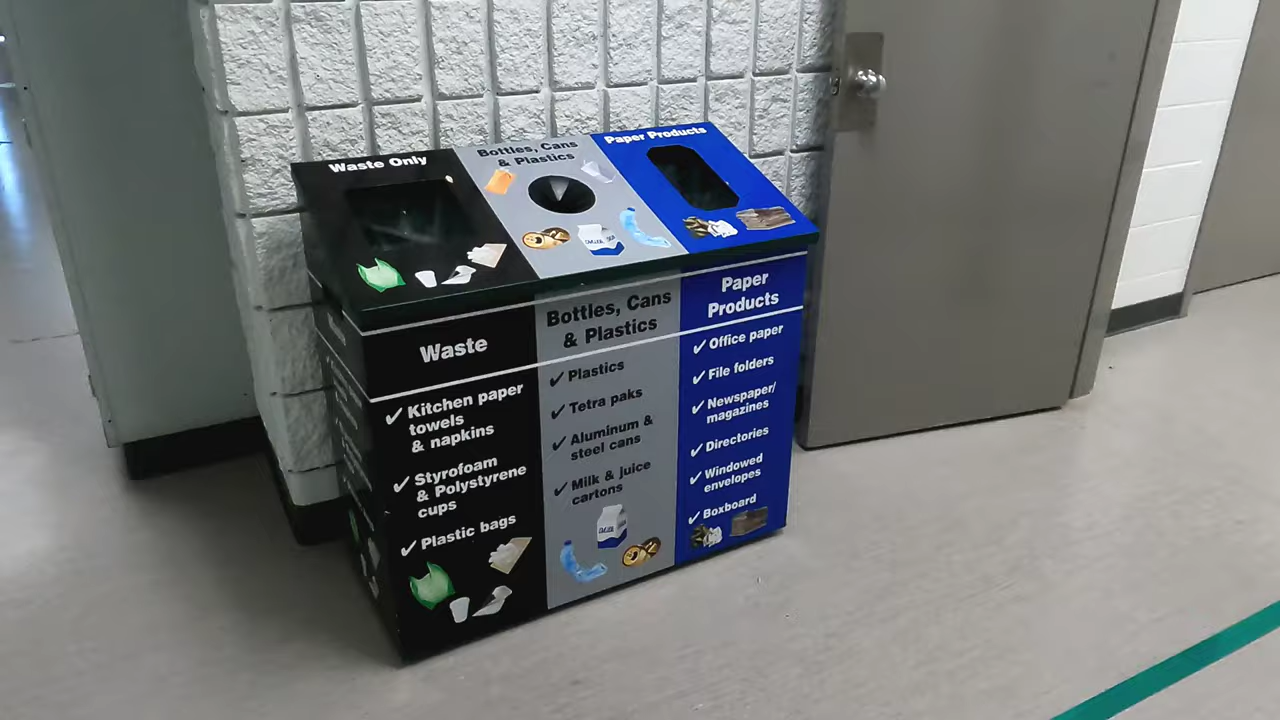 Waste Only
Bottles, Cans
& Plastics
Paper Products
Waste
✓ Kitchen paper
towels
& napkins
✓ Styrofoam
& Polystyrene
cups
✓ Plastic bags
Bottles, Cans
& Plastics
✓ Plastics
✓ Tetra paks
✓ Aluminum &
steel cans
✓ Milk & juice
cartons
Paper
Products
✓ Office paper
✓ File folders
✓ Newspaper/
magazines
✓ Directories
✓ Windowed
envelopes
✓ Boxboard